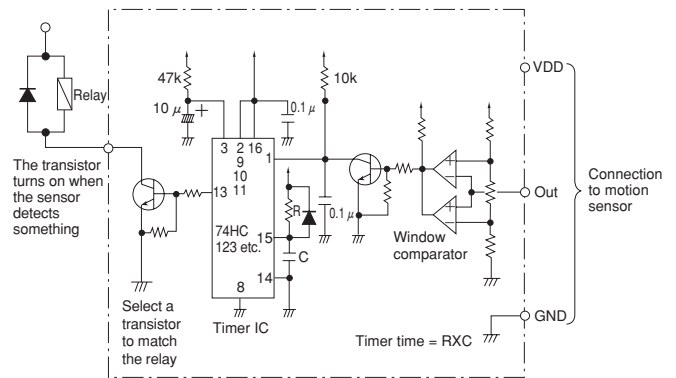 Relay
The transistor
turns on when
the sensor
detects
something
47k
10 μ
+
0.1 μ
10k
3 2 16
9
10
11
1
13
74HC
123 etc.
15
14
8
R
C
0.1 μ
Timer IC
Select a
transistor
to match
the relay
+
−
+
−
Window
comparator
Timer time = RXC
VDD
Out
GND
Connection
to motion
sensor